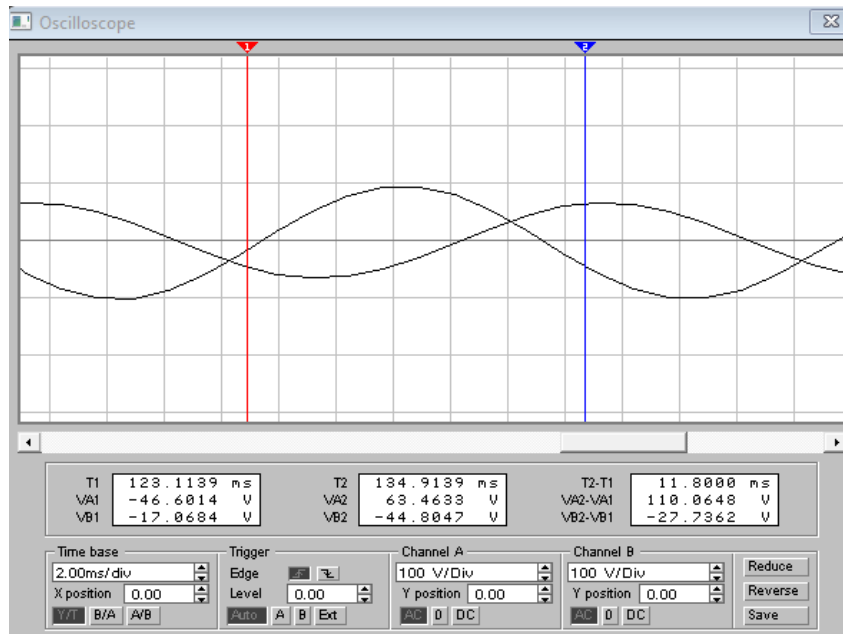 Oscilloscope
1 2
T1 123.1139 ms T2 134.9139 ms T2-T1 11.8000 ms
VA1 -46.6014 V VA2 63.4633 V VA2-VA1 110.0648 V
VB1 -17.0684 V VB2 -44.8047 V VB2-VB1 -27.7362 V
Time base Trigger Channel A Channel B
2.00ms/div Edge 100 V/Div 100 V/Div Reduce
X position 0.00 Level 0.00 Y position 0.00 Y position 0.00 Reverse
Y/T B/A A/B Auto A B Ext AC 0 DC AC 0 DC Save